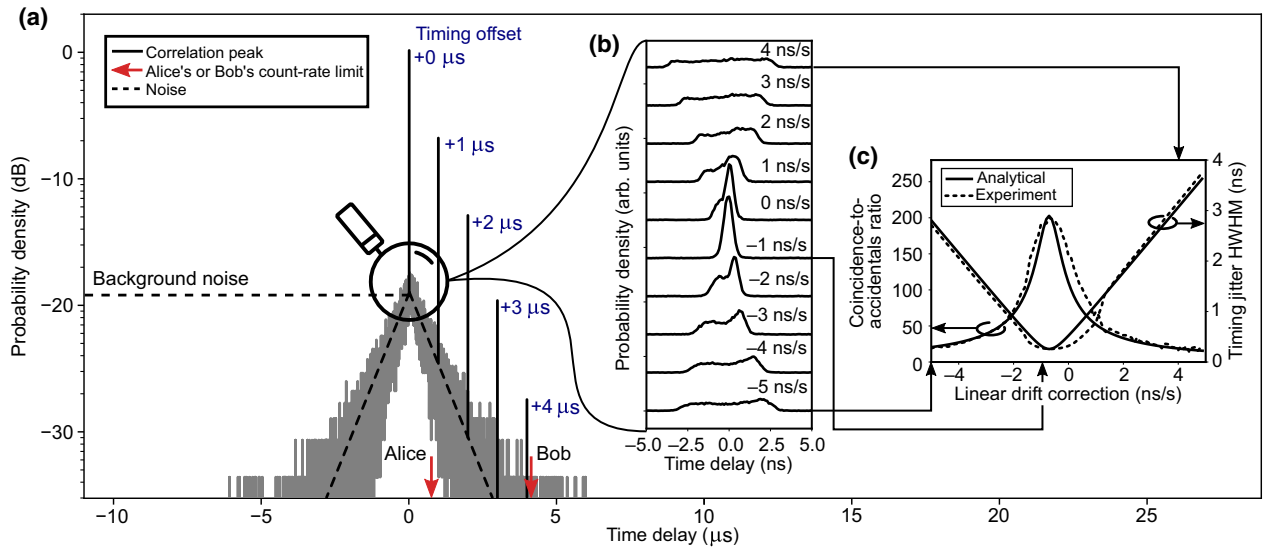 (a)
Probability density (dB)
0
−10
−20
−30
Correlation peak
Alice's or Bob's count-rate limit
Noise
Timing offset
+0 μs
+1 μs
+2 μs
+3 μs
+4 μs
Background noise
Alice
Bob
−10
−5
0
5
10
15
20
25
Time delay (μs)
(b)
Probability density (arb. units)
4 ns/s
3 ns/s
2 ns/s
1 ns/s
0 ns/s
−1 ns/s
−2 ns/s
−3 ns/s
−4 ns/s
−5 ns/s
−5.0
−2.5
0.0
2.5
5.0
Time delay (ns)
(c)
Coincidence-to-
accidentals ratio
250
200
150
100
50
0
Analytical
Experiment
4
3
2
1
0
Timing jitter HWHM (ns)
−4
−2
0
2
4
Linear drift correction (ns/s)